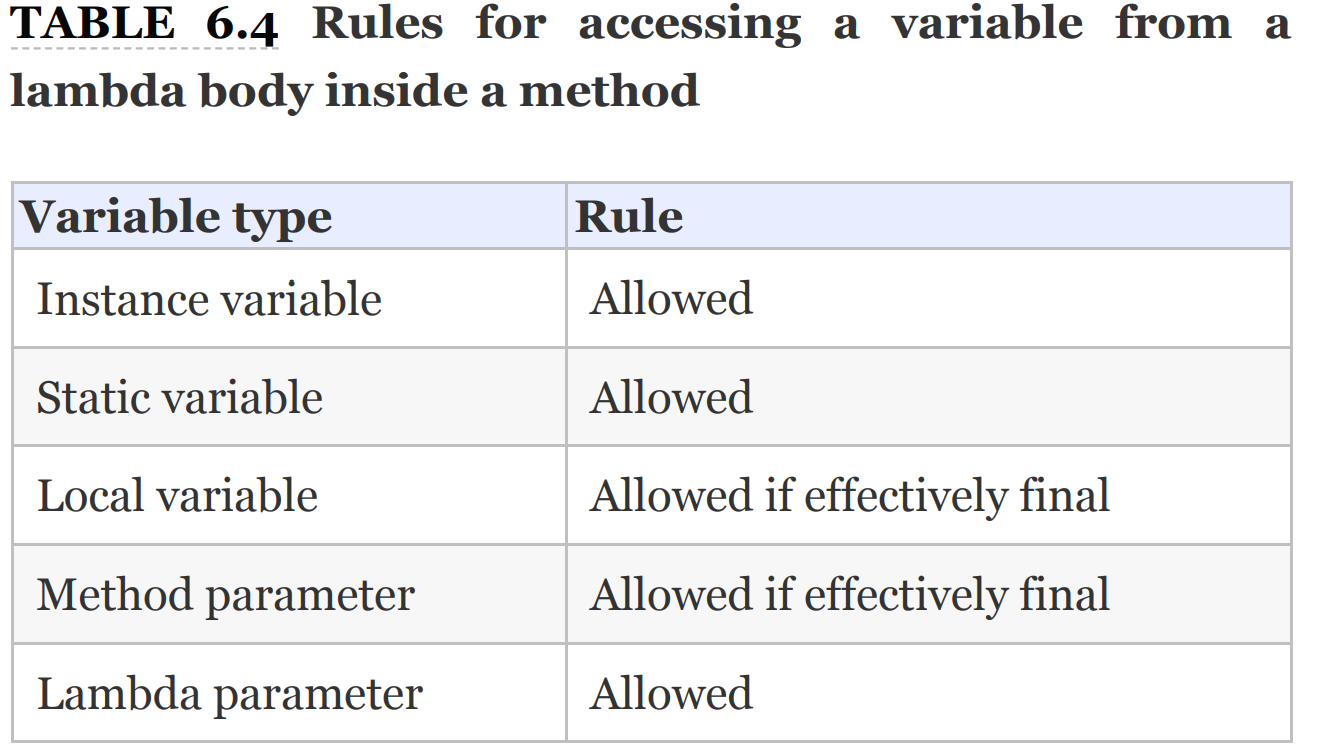 TABLE 6.4 Rules for accessing a variable from a
lambda body inside a method
Variable type Rule
Instance variable Allowed
Static variable Allowed
Local variable Allowed if effectively final
Method parameter Allowed if effectively final
Lambda parameter Allowed